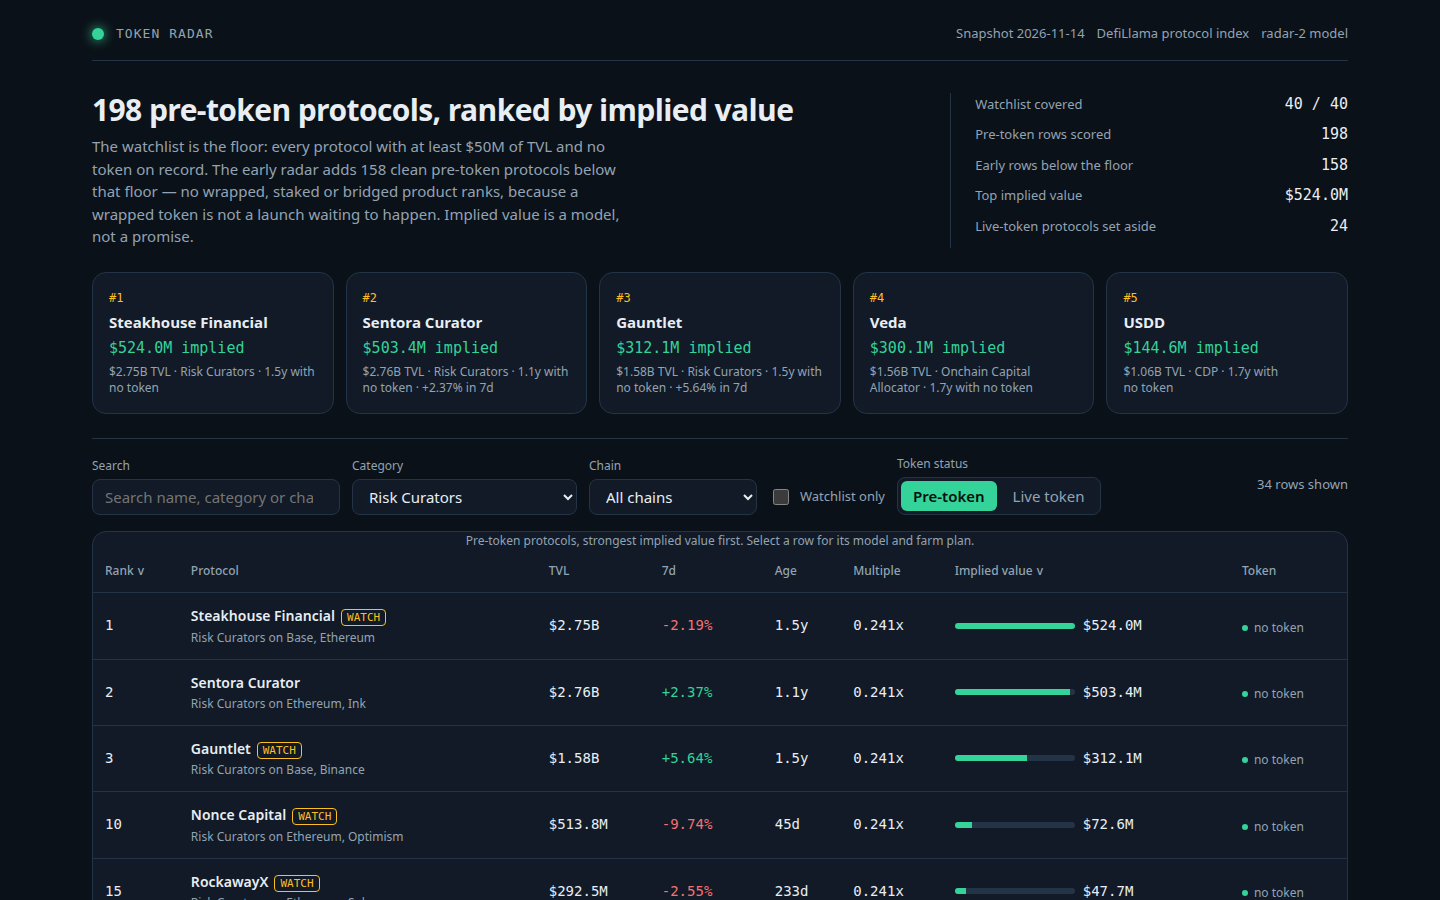 TOKEN RADAR
Snapshot 2026-11-14 DefiLlama protocol index radar-2 model
198 pre-token protocols, ranked by implied value
The watchlist is the floor: every protocol with at least $50M of TVL and no
token on record. The early radar adds 158 clean pre-token protocols below
that floor — no wrapped, staked or bridged product ranks, because a
wrapped token is not a launch waiting to happen. Implied value is a model,
not a promise.
Watchlist covered 40 / 40
Pre-token rows scored 198
Early rows below the floor 158
Top implied value $524.0M
Live-token protocols set aside 24
#1
Steakhouse Financial
$524.0M implied
$2.75B TVL · Risk Curators · 1.5y with
no token
#2
Sentora Curator
$503.4M implied
$2.76B TVL · Risk Curators · 1.1y with
no token · +2.37% in 7d
#3
Gauntlet
$312.1M implied
$1.58B TVL · Risk Curators · 1.5y with
no token · +5.64% in 7d
#4
Veda
$300.1M implied
$1.56B TVL · Onchain Capital
Allocator · 1.7y with no token
#5
USDD
$144.6M implied
$1.06B TVL · CDP · 1.7y with
no token
Search
Search name, category or cha
Category
Risk Curators
Chain
All chains
Watchlist only
Token status
Pre-token Live token
34 rows shown
Pre-token protocols, strongest implied value first. Select a row for its model and farm plan.
Rank v Protocol TVL 7d Age Multiple Implied value v Token
1 Steakhouse Financial WATCH $2.75B -2.19% 1.5y 0.241x $524.0M no token
Risk Curators on Base, Ethereum
2 Sentora Curator $2.76B +2.37% 1.1y 0.241x $503.4M no token
Risk Curators on Ethereum, Ink
3 Gauntlet WATCH $1.58B +5.64% 1.5y 0.241x $312.1M no token
Risk Curators on Base, Binance
10 Nonce Capital WATCH $513.8M -9.74% 45d 0.241x $72.6M no token
Risk Curators on Ethereum, Optimism
15 RockawayX WATCH $292.5M -2.55% 233d 0.241x $47.7M no token